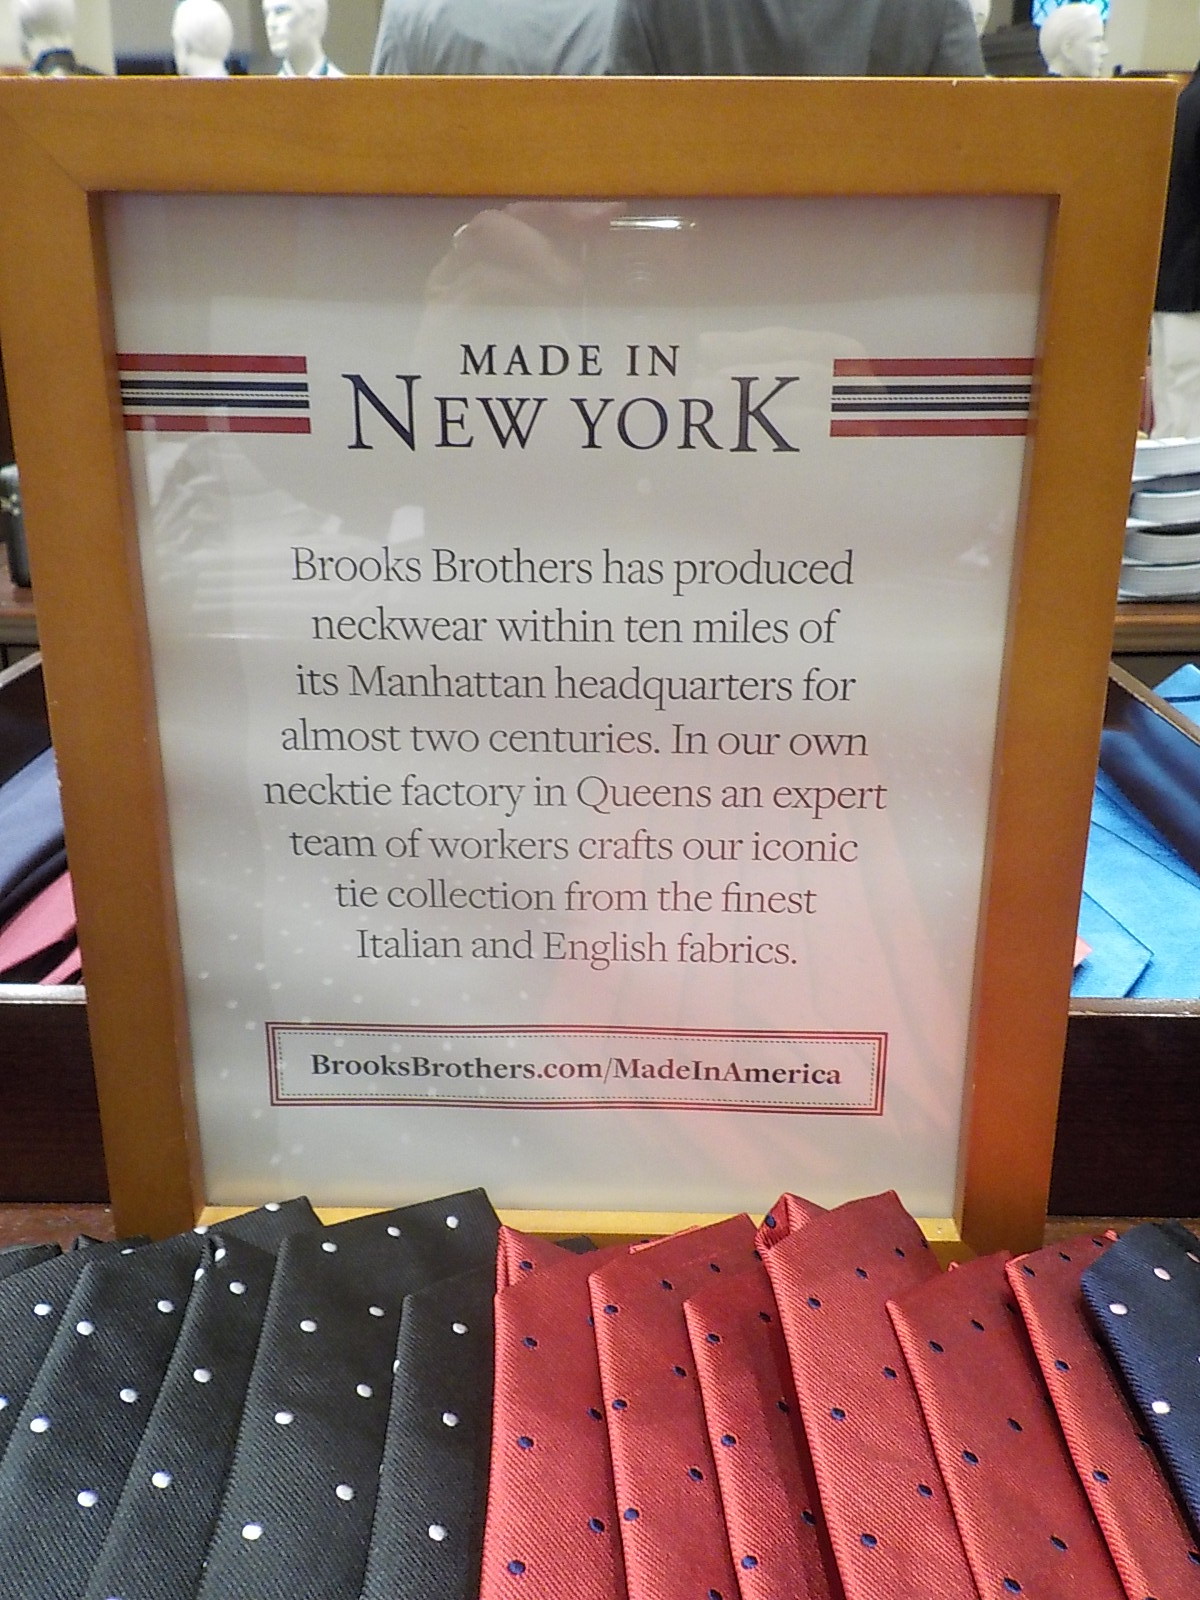 MADE IN
NEW YORK
Brooks Brothers has produced
neckwear within ten miles of
its Manhattan headquarters for
almost two centuries. In our own
necktie factory in Queens an expert
team of workers crafts our iconic
tie collection from the finest
Italian and English fabrics.
BrooksBrothers.com/MadeInAmerica